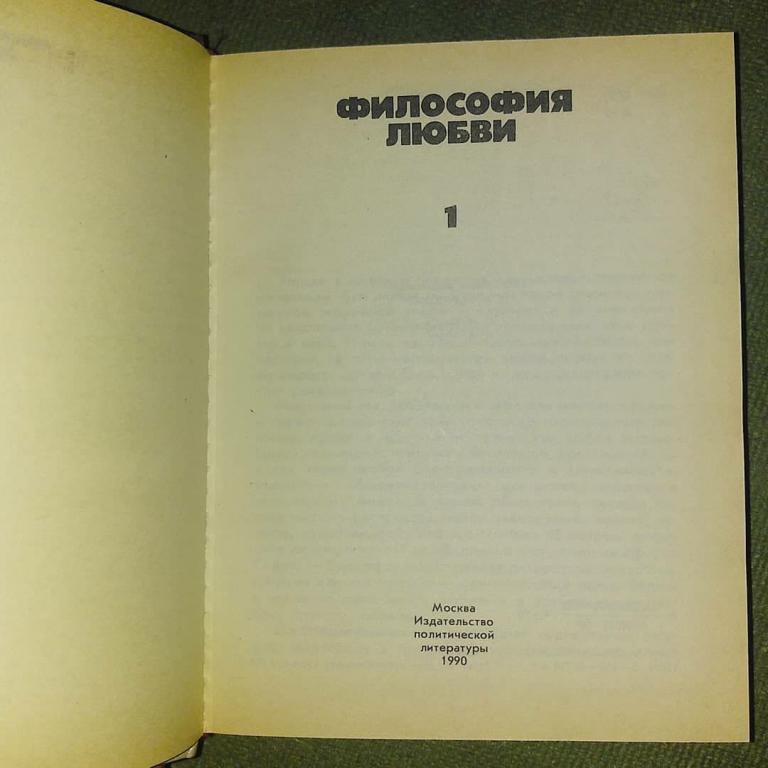 ФИЛОСОФИЯ
ЛЮБВИ
1
Москва
Издательство
политической
литературы
1990